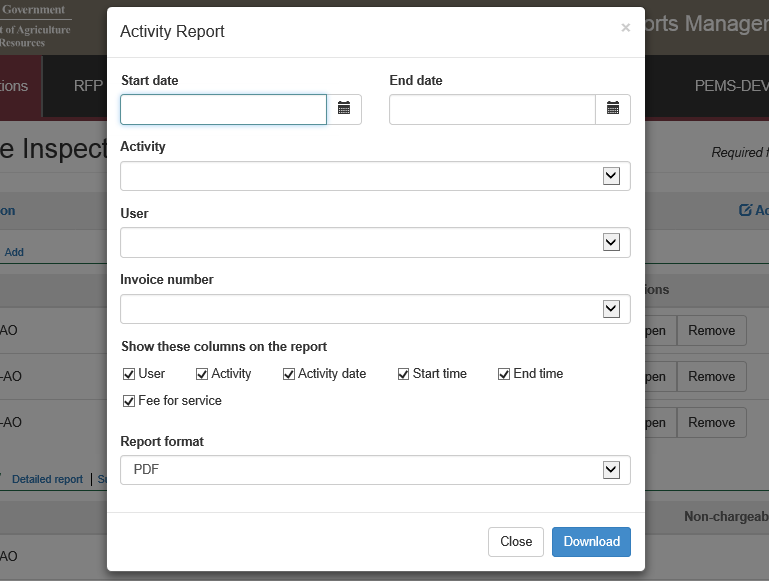 Government
t of Agriculture
Resources
Activity Report
×
orts Manager
ions
RFP
PEMS-DEV
Start date
End date
e Inspect
Activity
Required f
on
User
Ac
Add
Invoice number
ions
AO
pen
Remove
Show these columns on the report
User
Activity
Activity date
Start time
End time
-AO
pen
Remove
Fee for service
-AO
pen
Remove
Report format
PDF
Detailed report
Su
Non-chargeab
Close
Download
AO